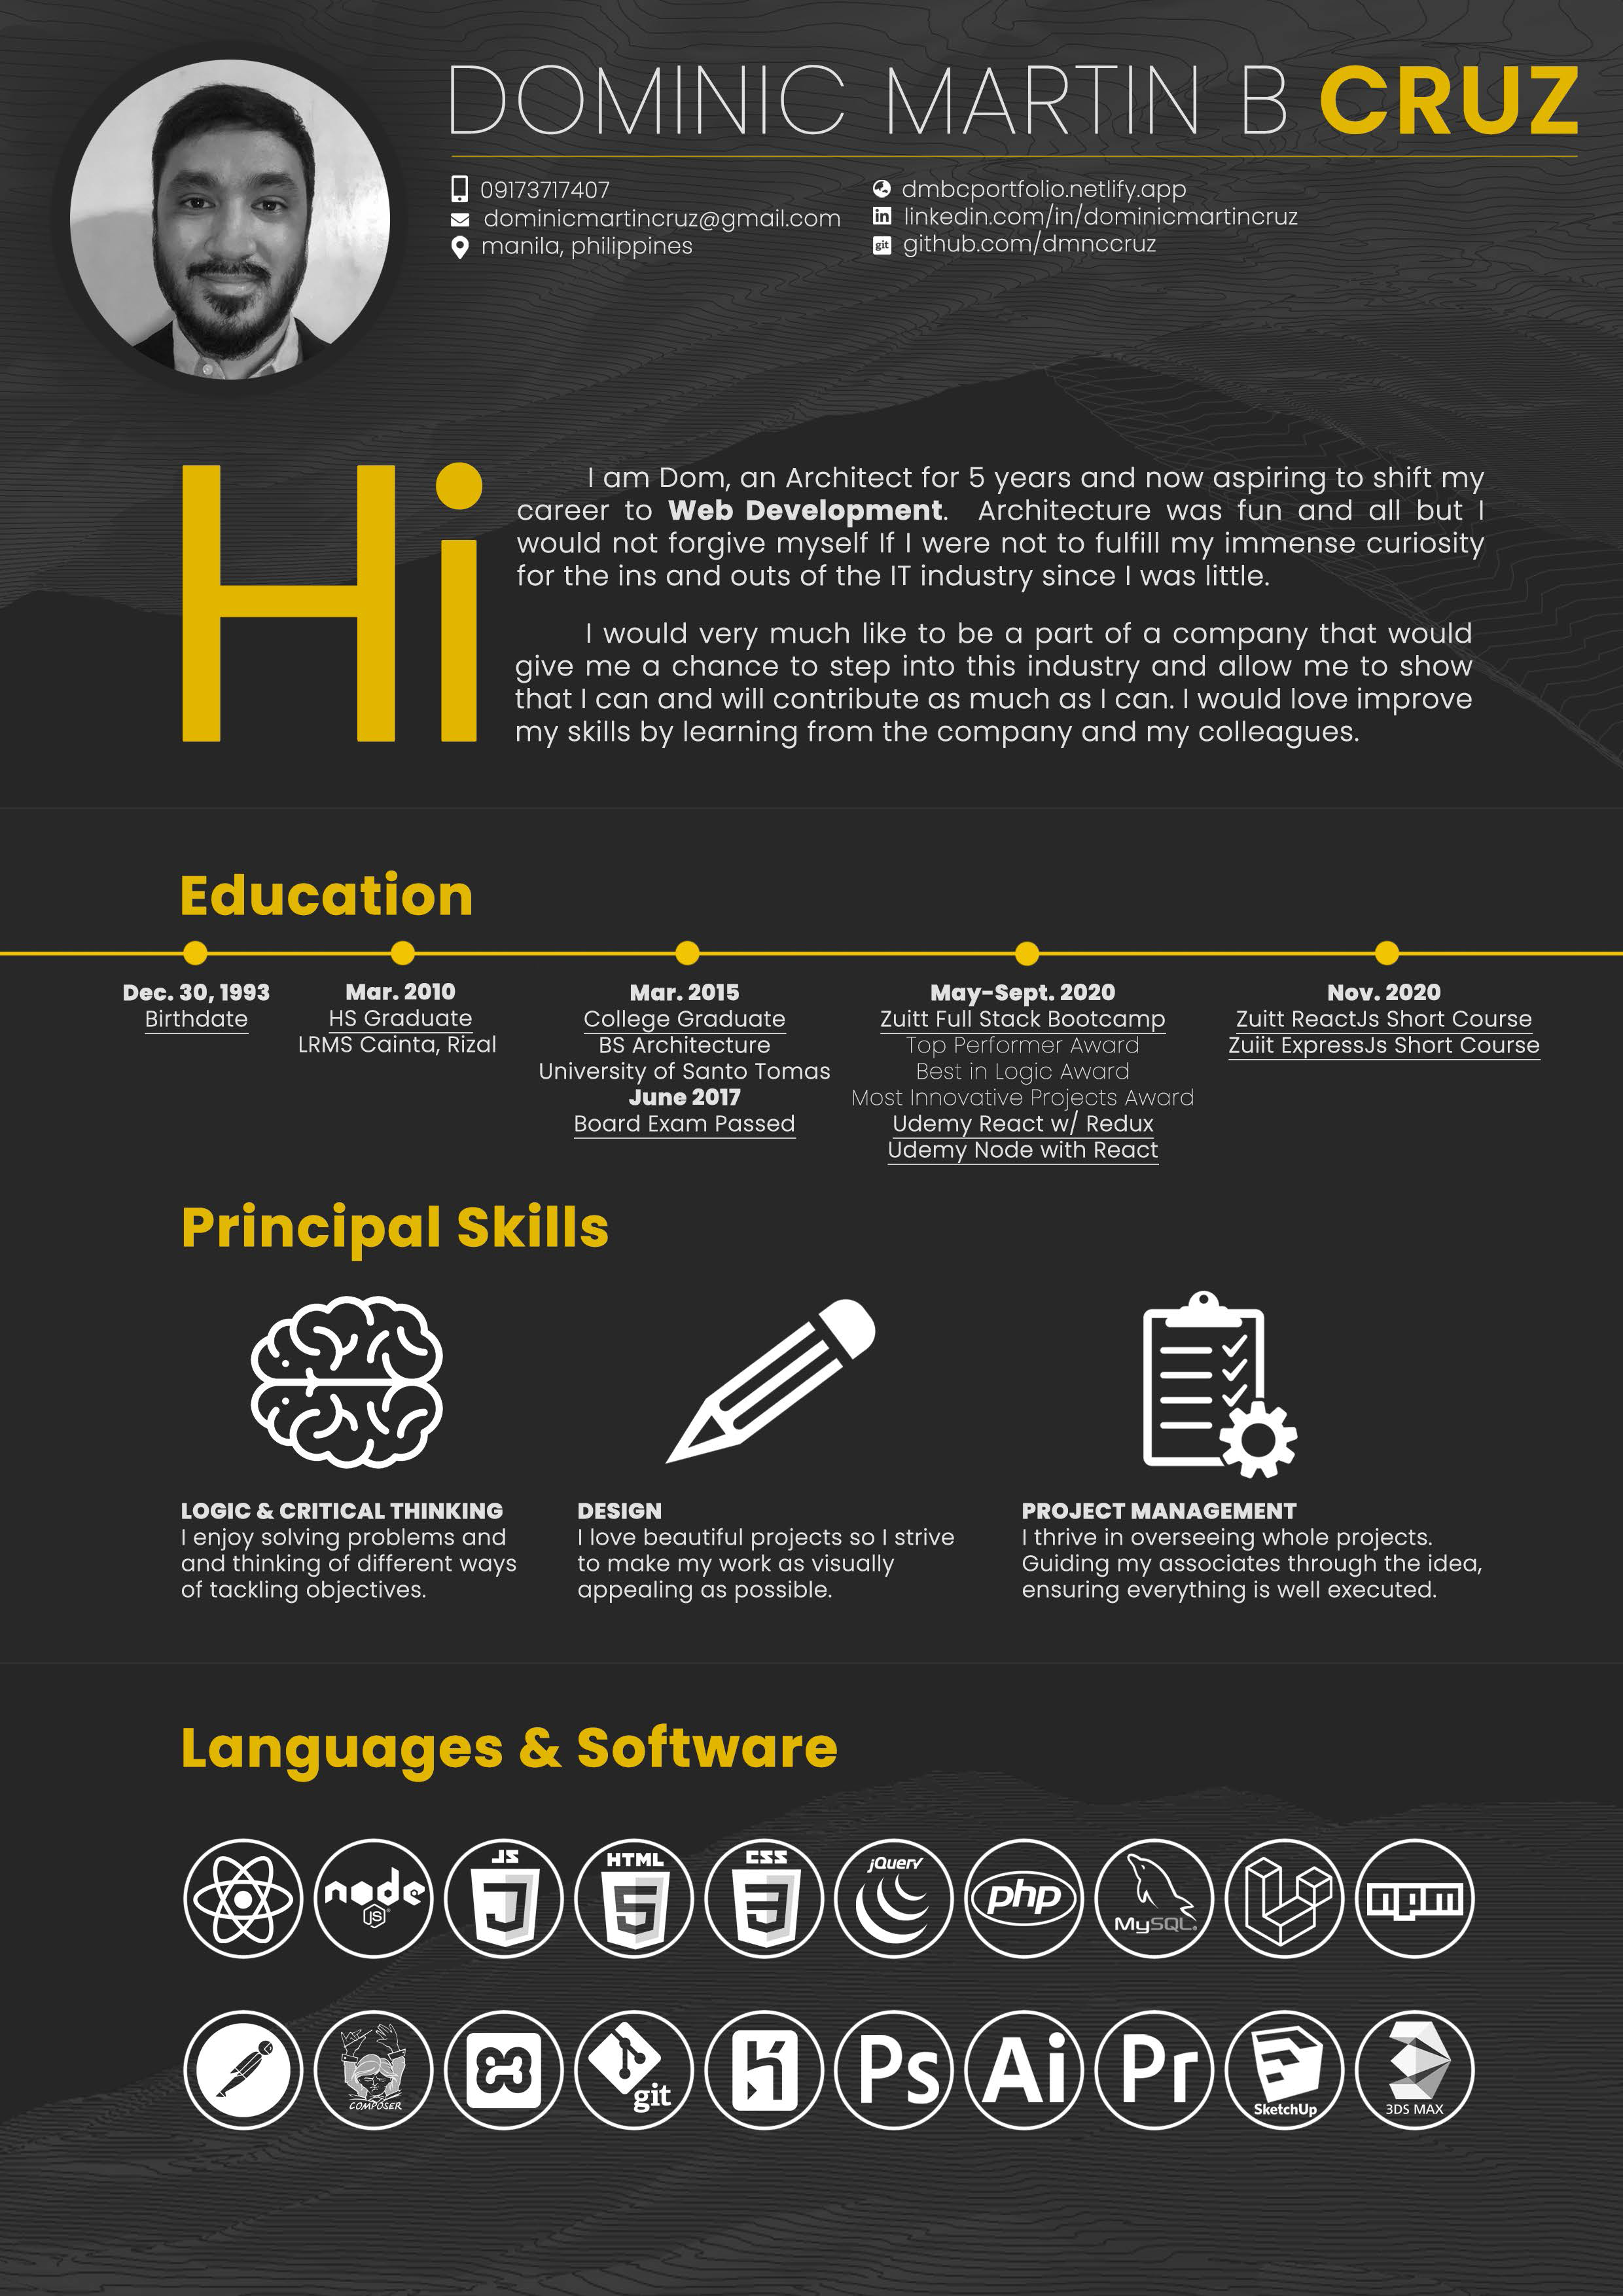 DOMINIC MARTIN B CRUZ
09173717407
dominicmartincruz@gmail.com
manila, philippines
dmbcportfolio.netlify.app
linkedin.com/in/dominicmartincruz
github.com/dmnccruz
Hi
I am Dom, an Architect for 5 years and now aspiring to shift my
career to Web Development. Architecture was fun and all but I
would not forgive myself If I were not to fulfill my immense curiosity
for the ins and outs of the IT industry since I was little.
I would very much like to be a part of a company that would
give me a chance to step into this industry and allow me to show
that I can and will contribute as much as I can. I would love improve
my skills by learning from the company and my colleagues.
Education
Dec. 30, 1993
Birthdate
Mar. 2010
HS Graduate
LRMS Cainta, Rizal
Mar. 2015
College Graduate
BS Architecture
University of Santo Tomas
June 2017
Board Exam Passed
May-Sept. 2020
Zuitt Full Stack Bootcamp
Top Performer Award
Best in Logic Award
Most Innovative Projects Award
Udemy React w/ Redux
Udemy Node with React
Nov. 2020
Zuitt ReactJs Short Course
Zuiit ExpressJs Short Course
Principal Skills
LOGIC & CRITICAL THINKING
I enjoy solving problems and
and thinking of different ways
of tackling objectives.
DESIGN
I love beautiful projects so I strive
to make my work as visually
appealing as possible.
PROJECT MANAGEMENT
I thrive in overseeing whole projects.
Guiding my associates through the idea,
ensuring everything is well executed.
Languages & Software
node
JS
JS
HTML
5
CSS
3
jQuery
php
MySQL
npm
COMPOSER
git
Ps
Ai
Pr
SketchUp
3DS MAX